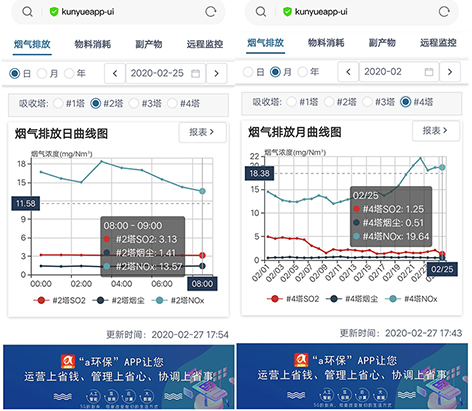 kunyueapp-ui
烟气排放 物料消耗 副产物 远程监控
日 月 年 2020-02-25
吸收塔: #1塔 #2塔 #3塔 #4塔
烟气排放日曲线图 报表 >
烟气浓度(mg/Nm³)
18
15
12
11.58
9
6
3
0
08:00 - 09:00
#2塔SO2: 3.13
#2塔烟尘: 1.41
#2塔NOx: 13.57
00:00 02:00 04:00 06:00 08:00
#2塔SO2 #2塔烟尘 #2塔NOx
更新时间：2020-02-27 17:54
“a环保”APP让您
运营上省钱、管理上省心、协调上省事
kunyueapp-ui
烟气排放 物料消耗 副产物 远程监控
日 月 年 2020-02
吸收塔: #1塔 #2塔 #3塔 #4塔
烟气排放月曲线图 报表 >
烟气浓度(mg/Nm³)
22
20
18.38
16
14
12
10
8
6
4
2
0
02/25
#4塔SO2: 1.25
#4塔烟尘: 0.51
#4塔NOx: 19.64
02/01 02/03 02/05 02/07 02/09 02/11 02/13 02/15 02/17 02/19 02/21 02/25
#4塔SO2 #4塔烟尘 #4塔NOx
更新时间：2020-02-27 17:43
“a环保”APP让您
运营上省钱、管理上省心、协调上省事